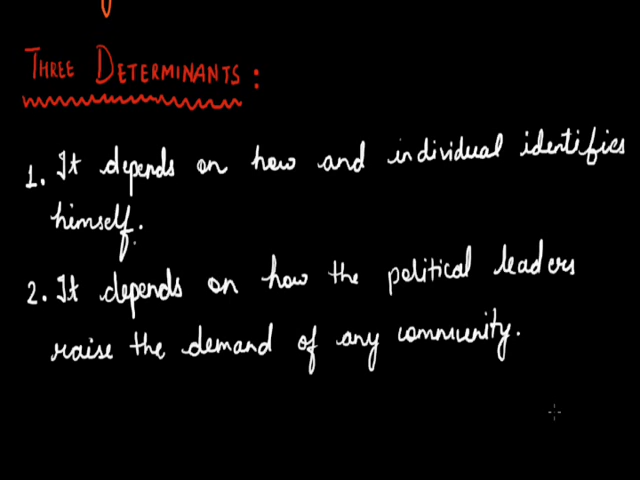 THREE DETERMINANTS :
1. It depends on how and individual identifies
himself.
2. It depends on how the political leaders
raise the demand of any community.